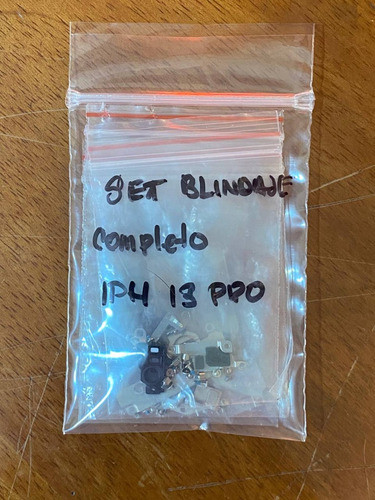 SET BLINDAJE
completo
IPH 13 PRO